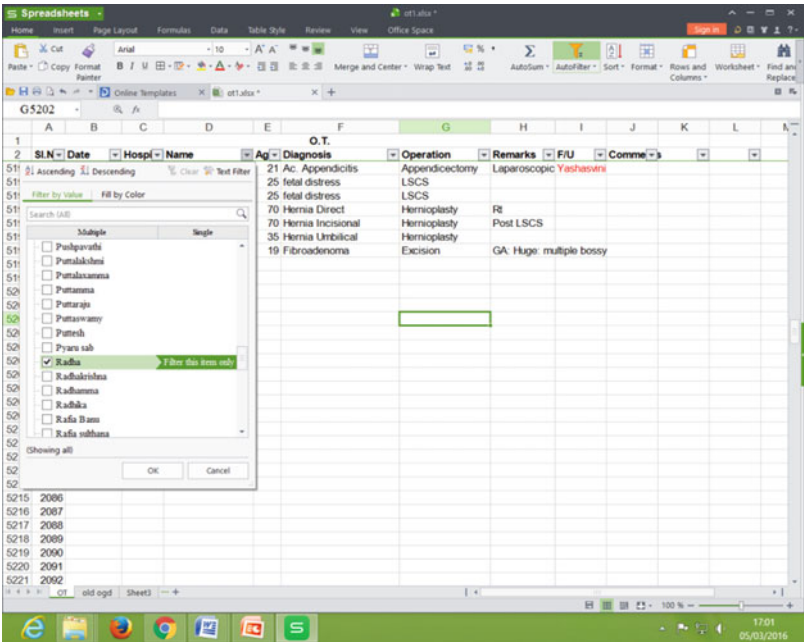 Spreadsheets
ot1.xlsx *
Sign in
Home Insert Page Layout Formulas Data Table Style Review View Office Space
Paste Cut Copy Format Painter
Arial 10
B I U
Merge and Center Wrap Text AutoSum AutoFilter Sort Format Rows and Columns Worksheet Find and Replace
Online Templates ot1.xlsx *
G5202 fx
A B C D E F G H I J K L
1 O.T.
2 SI.N Date Hospi Name Ag Diagnosis Operation Remarks F/U Comme s
21 Ac. Appendicitis Appendicectomy Laparoscopic Yashasvini
25 fetal distress LSCS
25 fetal distress LSCS
70 Hernia Direct Hernioplasty Rt
70 Hernia Incisional Hernioplasty Post LSCS
35 Hernia Umbilical Hernioplasty
19 Fibroadenoma Excision GA: Huge: multiple bossy
Ascending Descending Clear Text Filter
Filter by Value Fill by Color
Search (All)
Multiple Single
Pushpavathi
Puttalakshmi
Puttalaxamma
Puttamma
Puttaraju
Puttaswamy
Puttesh
Pyaru sab
Radha Filter this item only
Radhakrishna
Radhamma
Radhika
Rafia Banu
Rafia sulthana
(Showing all)
OK Cancel
5215 2086
5216 2087
5217 2088
5218 2089
5219 2090
5220 2091
5221 2092
OT old ogd Sheet3
100 %
17:01
05/03/2016